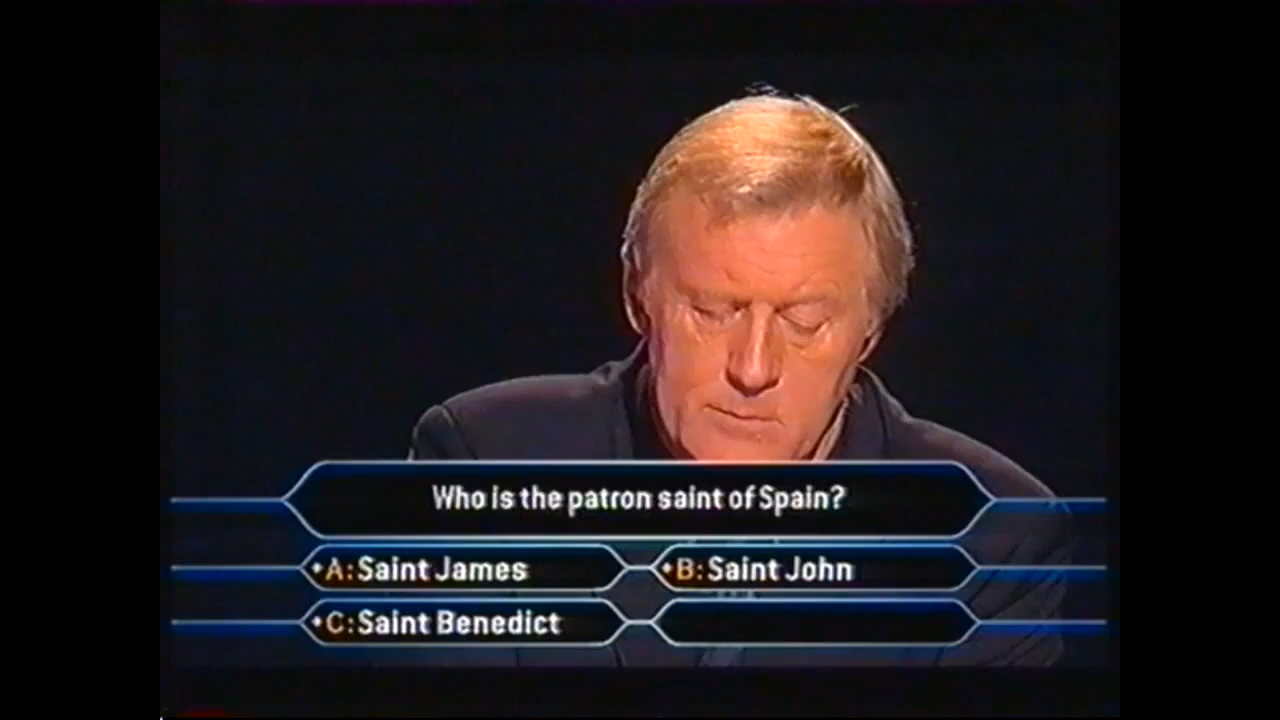 Who is the patron saint of Spain?
A: Saint James
B: Saint John
C: Saint Benedict